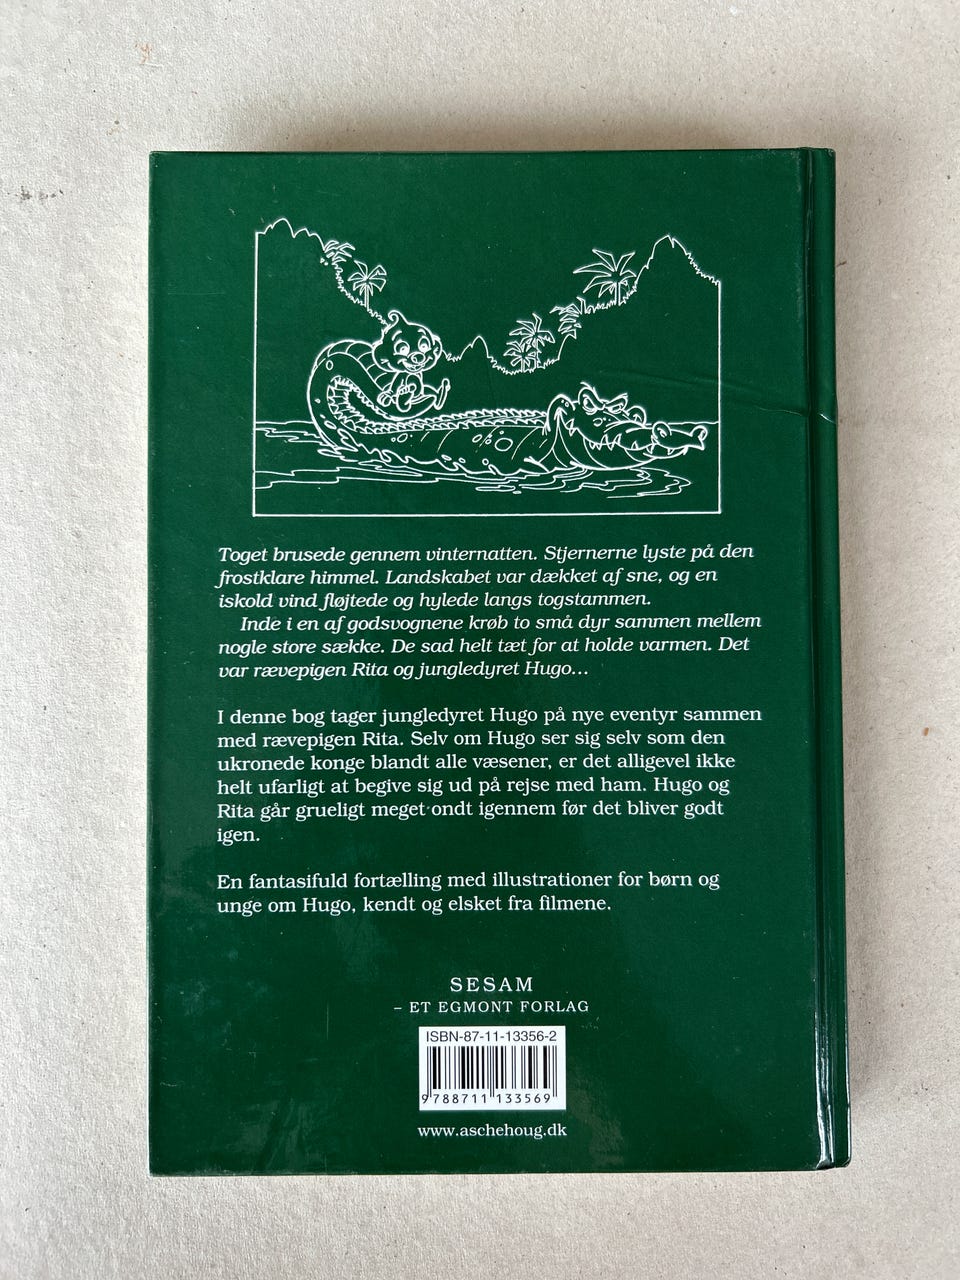 Toget brusede gennem vinternatten. Stjernerne lyste på den
frostklare himmel. Landskabet var dækket af sne, og en
iskold vind fløjtede og hylede langs togstammen.
Inde i en af godsvognene krøb to små dyr sammen mellem
nogle store sække. De sad helt tæt for at holde varmen. Det
var rævepigen Rita og jungledyret Hugo...
I denne bog tager jungledyret Hugo på nye eventyr sammen
med rævepigen Rita. Selv om Hugo ser sig selv som den
ukronede konge blandt alle væsener, er det alligevel ikke
helt ufarligt at begive sig ud på rejse med ham. Hugo og
Rita går grueligt meget ondt igennem før det bliver godt
igen.
En fantasifuld fortælling med illustrationer for børn og
unge om Hugo, kendt og elsket fra filmene.
SESAM
– ET EGMONT FORLAG
ISBN-87-11-13356-2
9 788711 133569
www.aschehoug.dk